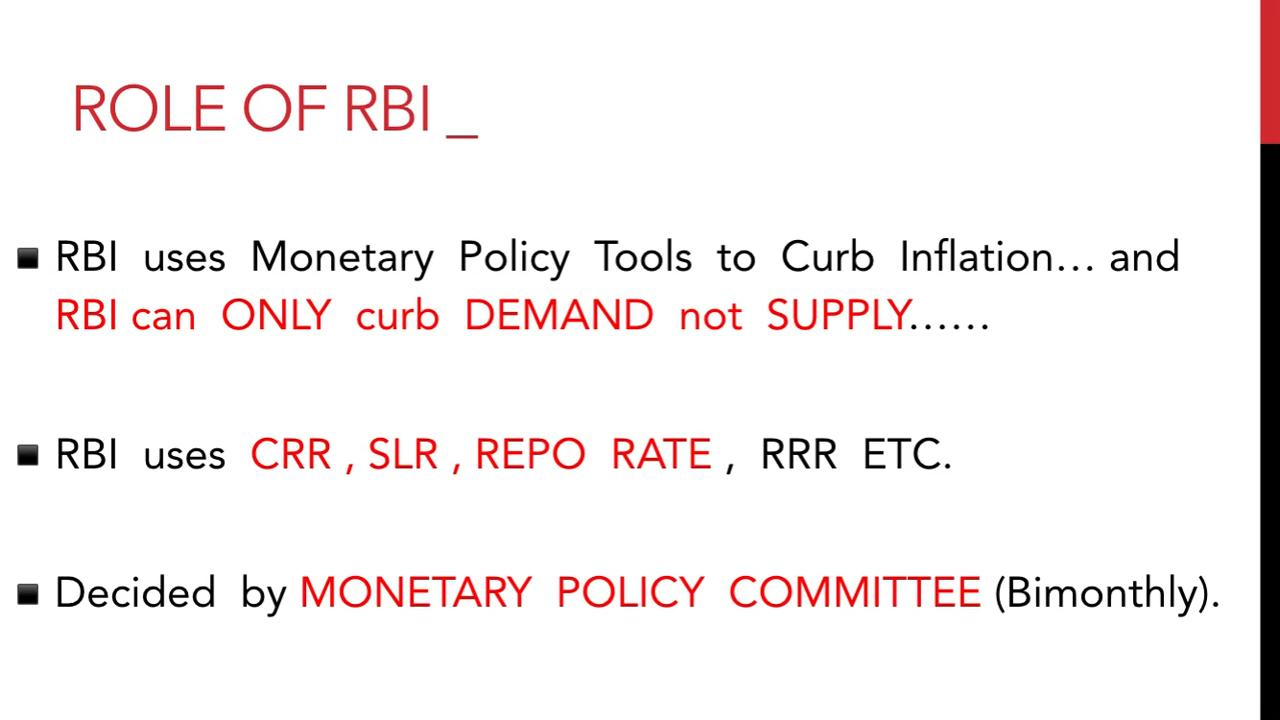 ROLE OF RBI _
RBI uses Monetary Policy Tools to Curb Inflation... and
RBI can ONLY curb DEMAND not SUPPLY......
RBI uses CRR , SLR , REPO RATE , RRR ETC.
Decided by MONETARY POLICY COMMITTEE (Bimonthly).